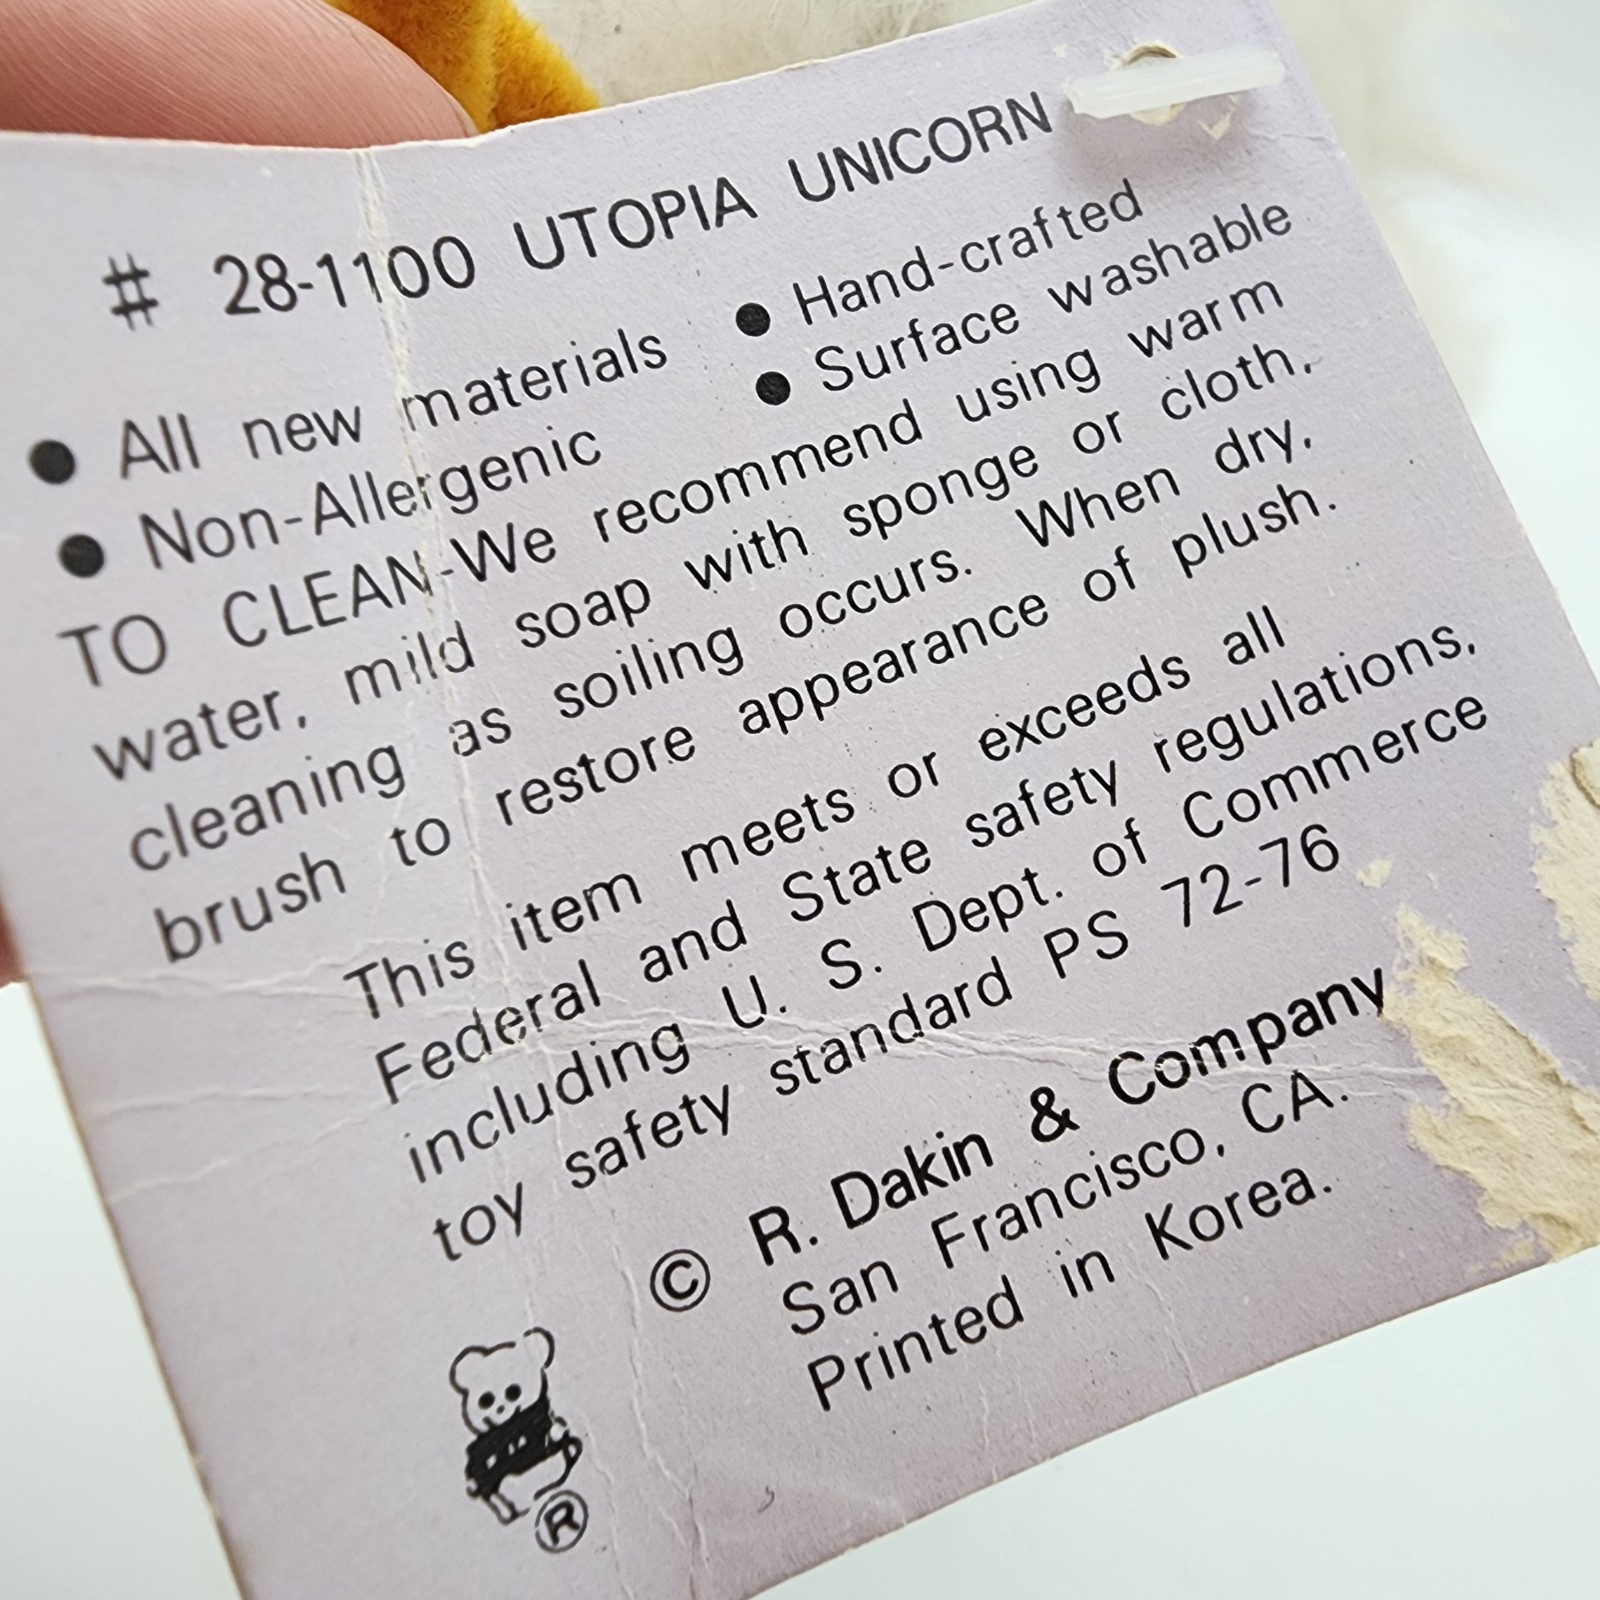 # 28-1100 UTOPIA UNICORN
● All new materials ● Hand-crafted
● Non-Allergenic ● Surface washable
TO CLEAN-We recommend using warm
water, mild soap with sponge or cloth,
cleaning as soiling occurs. When dry,
brush to restore appearance of plush.
This item meets or exceeds all
Federal and State safety regulations,
including U. S. Dept. of Commerce
toy safety standard PS 72-76
© R. Dakin & Company
San Francisco, CA.
Printed in Korea.
®